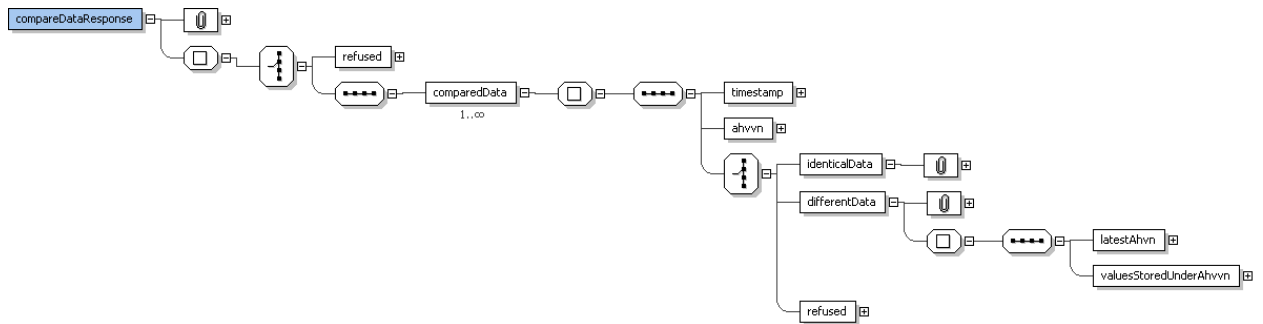 compareDataResponse
refused
comparedData
1..∞
timestamp
ahvvn
identicalData
differentData
latestAhvn
valuesStoredUnderAhvvn
refused